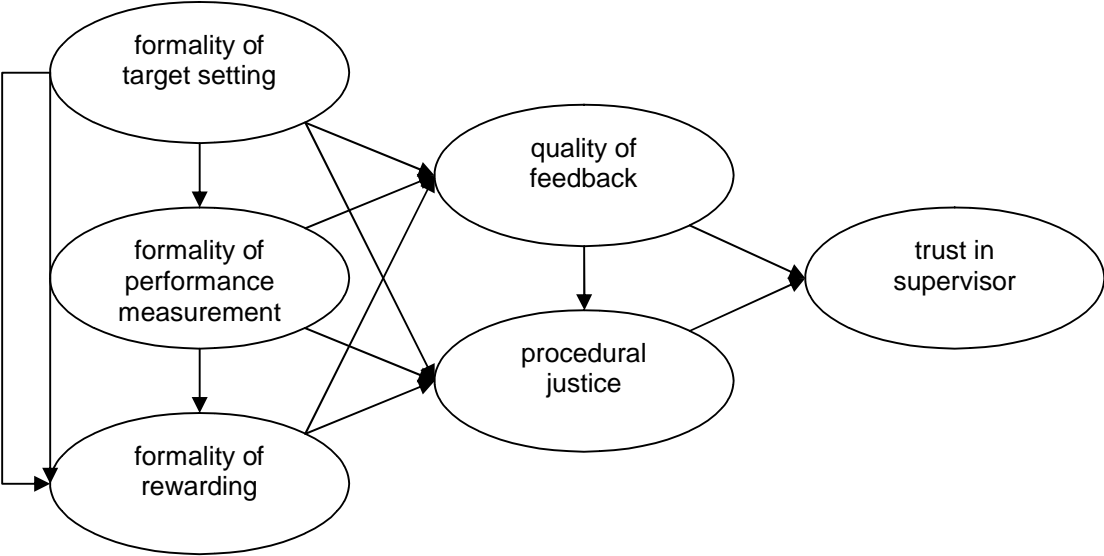 formality of
target setting
quality of
feedback
formality of
performance
measurement
trust in
supervisor
procedural
justice
formality of
rewarding